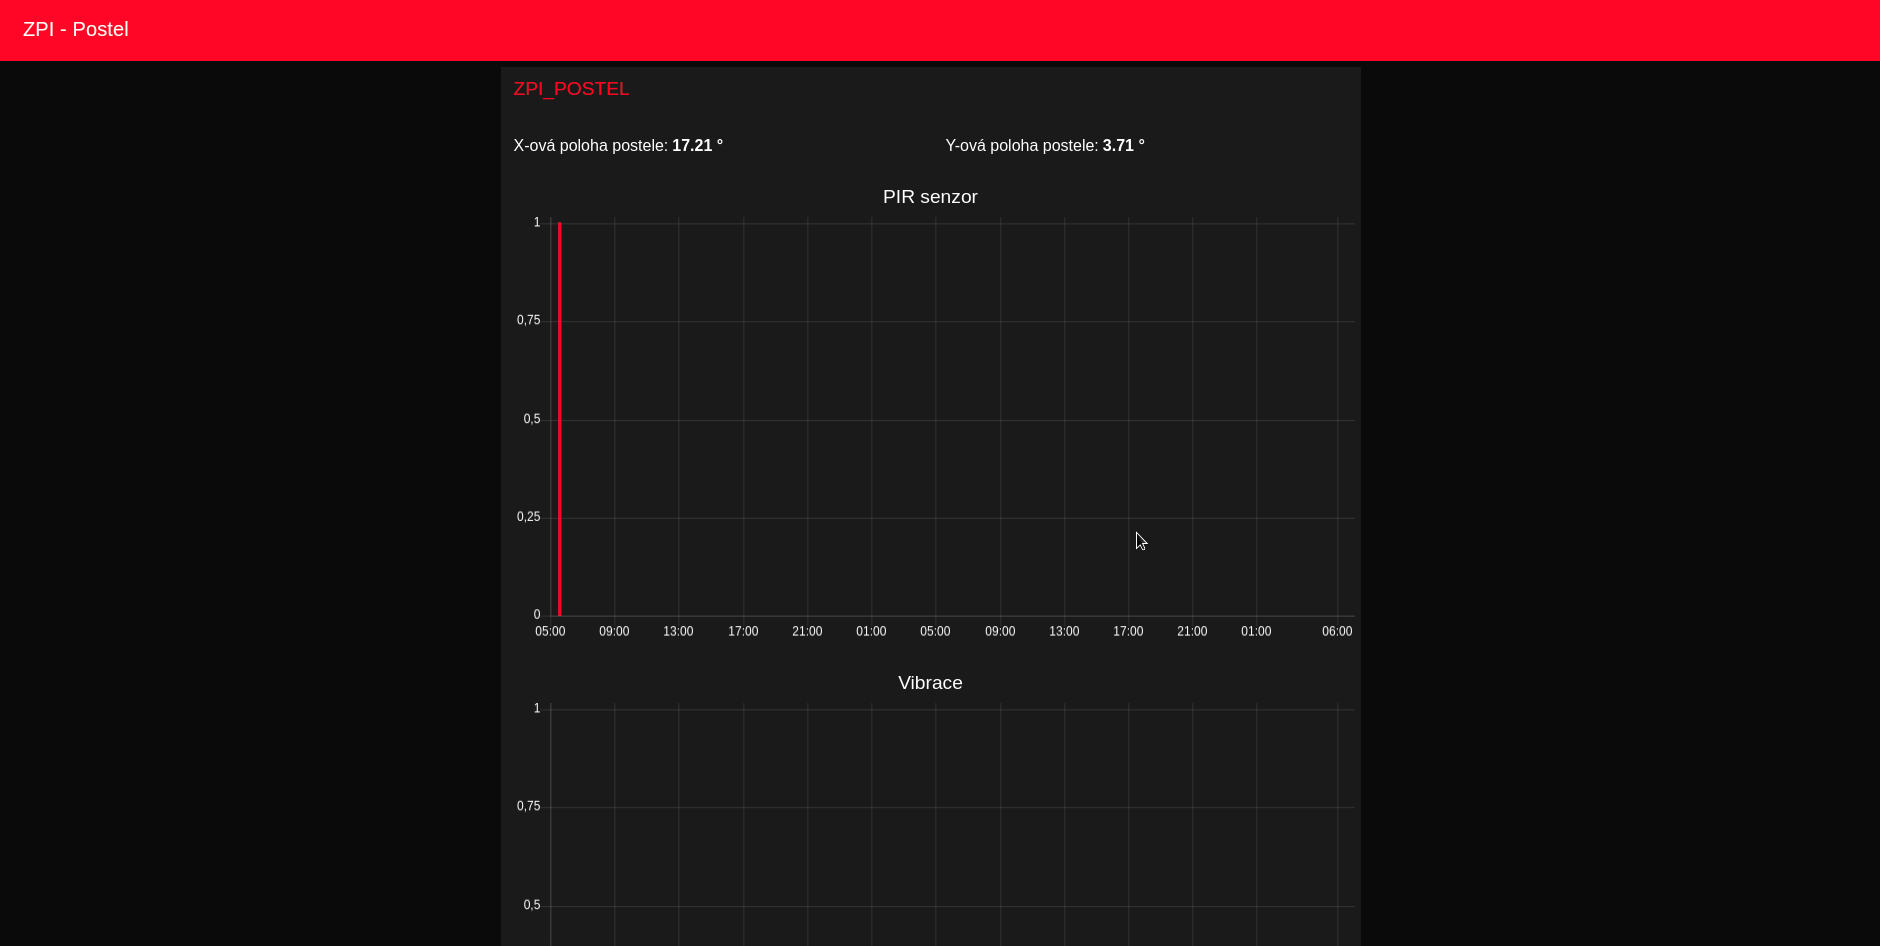 ZPI - Postel
ZPI_POSTEL
X-ová poloha postele: 17.21 ° Y-ová poloha postele: 3.71 °
PIR senzor
1
0,75
0,5
0,25
0
05:00 09:00 13:00 17:00 21:00 01:00 05:00 09:00 13:00 17:00 21:00 01:00 06:00
Vibrace
1
0,75
0,5